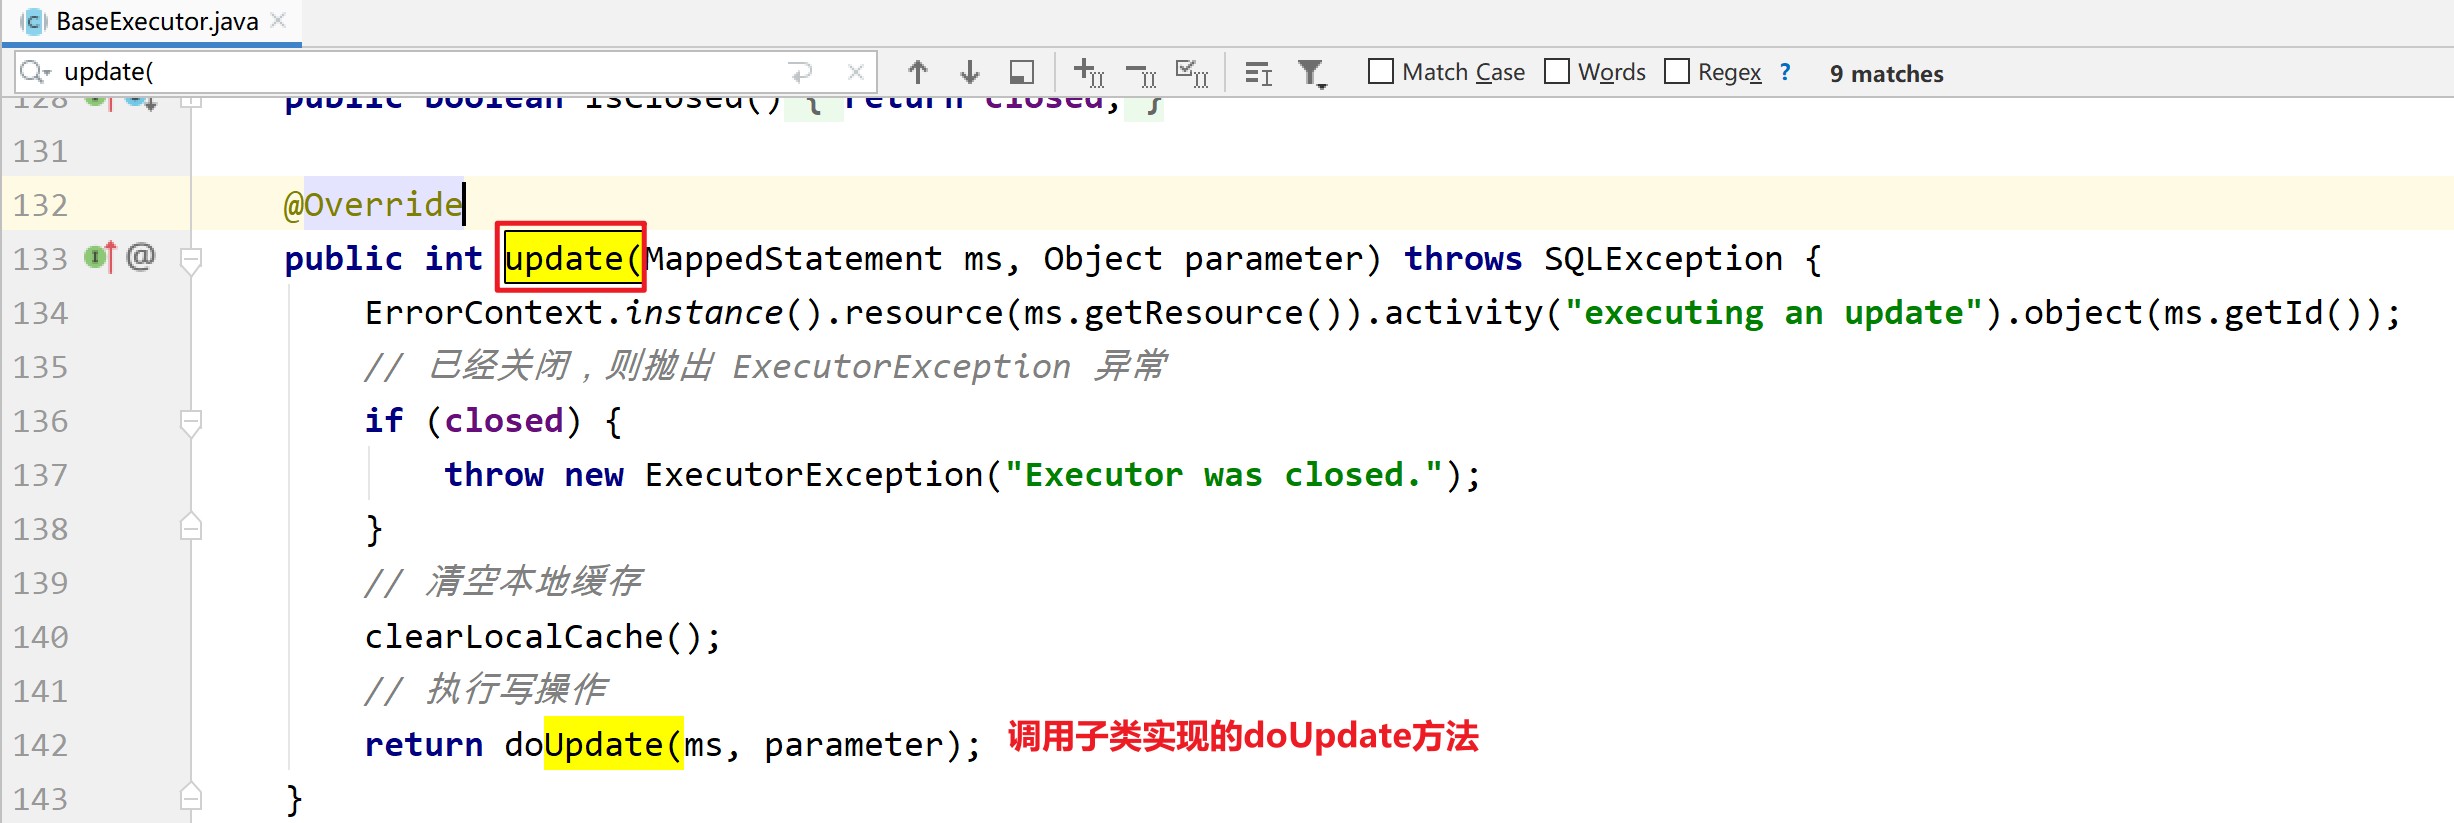 BaseExecutor.java
update(
Match Case Words Regex ? 9 matches
128 public boolean isClosed() { return closed; }
131
132 @Override
133 @ public int update(MappedStatement ms, Object parameter) throws SQLException {
134 ErrorContext.instance().resource(ms.getResource()).activity("executing an update").object(ms.getId());
135 // 已经关闭，则抛出 ExecutorException 异常
136 if (closed) {
137 throw new ExecutorException("Executor was closed.");
138 }
139 // 清空本地缓存
140 clearLocalCache();
141 // 执行写操作
142 return doUpdate(ms, parameter); 调用子类实现的doUpdate方法
143 }